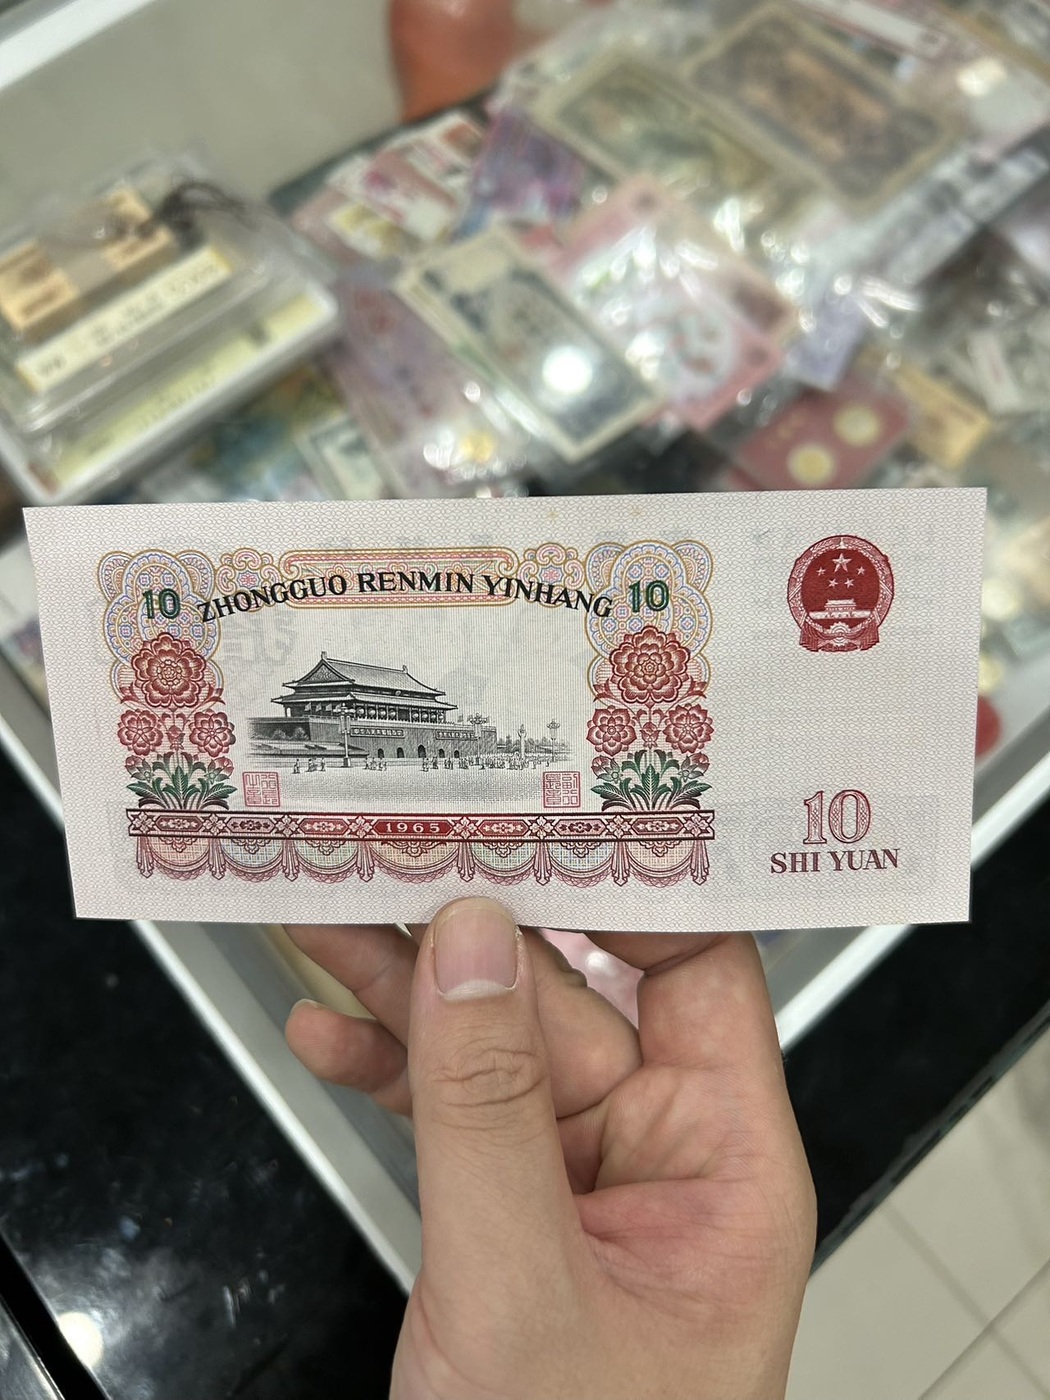 10 ZHONGGUO RENMIN YINHANG 10
1965
10
SHI YUAN